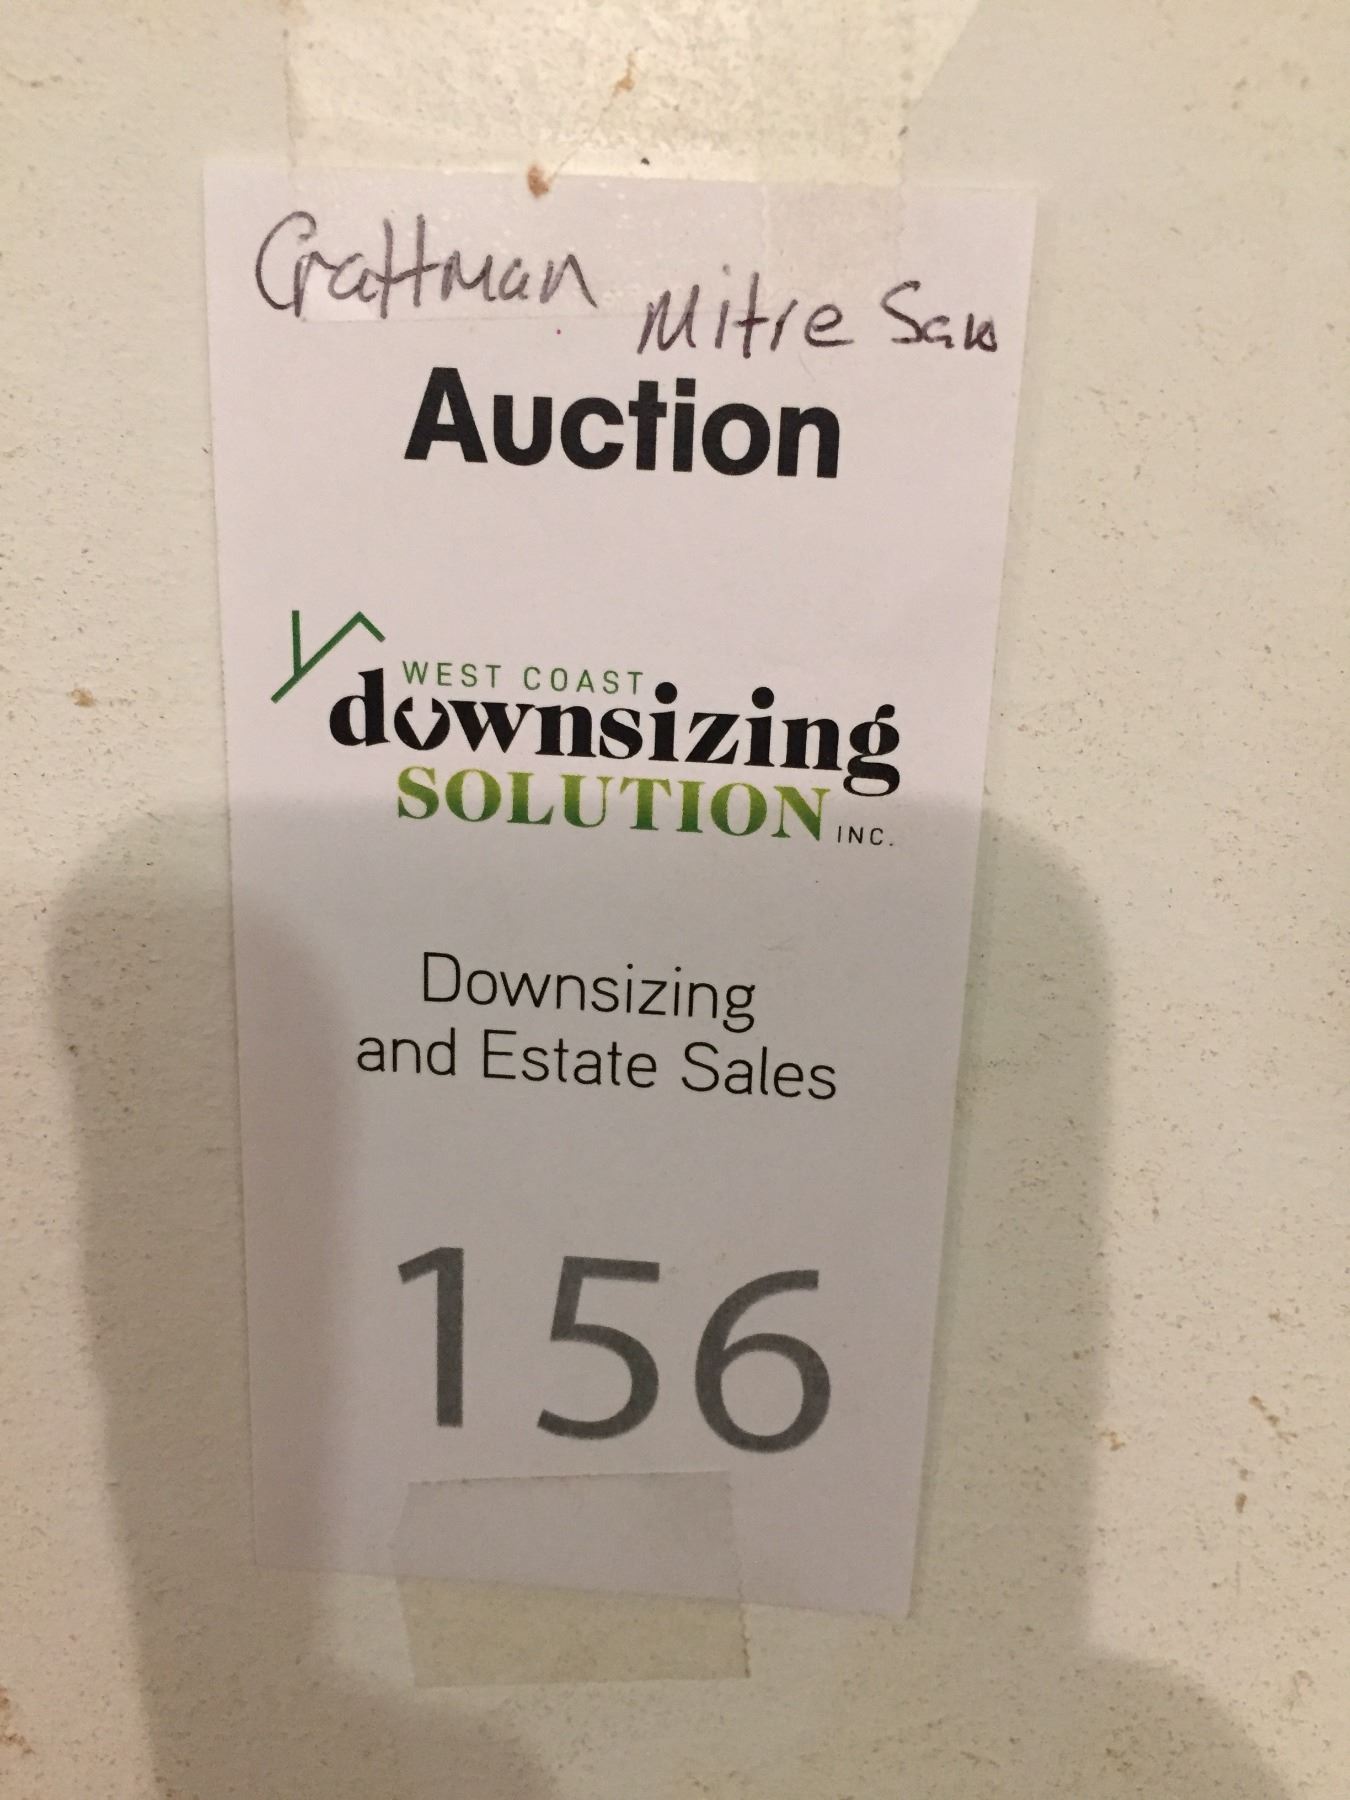 Craftman Mitre Saw
Auction
WEST COAST
downsizing
SOLUTION INC.
Downsizing
and Estate Sales
156